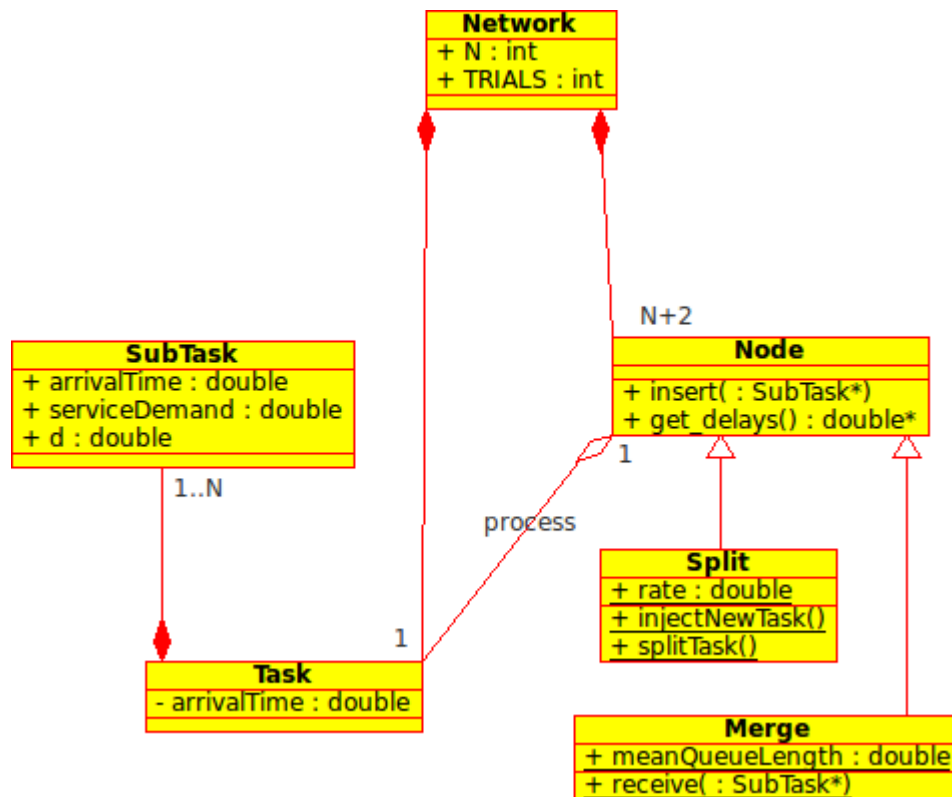 Network
+ N : int
+ TRIALS : int
N+2
SubTask
+ arrivalTime : double
+ serviceDemand : double
+ d : double
Node
+ insert( : SubTask*)
+ get_delays() : double*
1..N
1
process
Split
+ rate : double
+ injectNewTask()
+ splitTask()
1
Task
- arrivalTime : double
Merge
+ meanQueueLength : double
+ receive( : SubTask*)